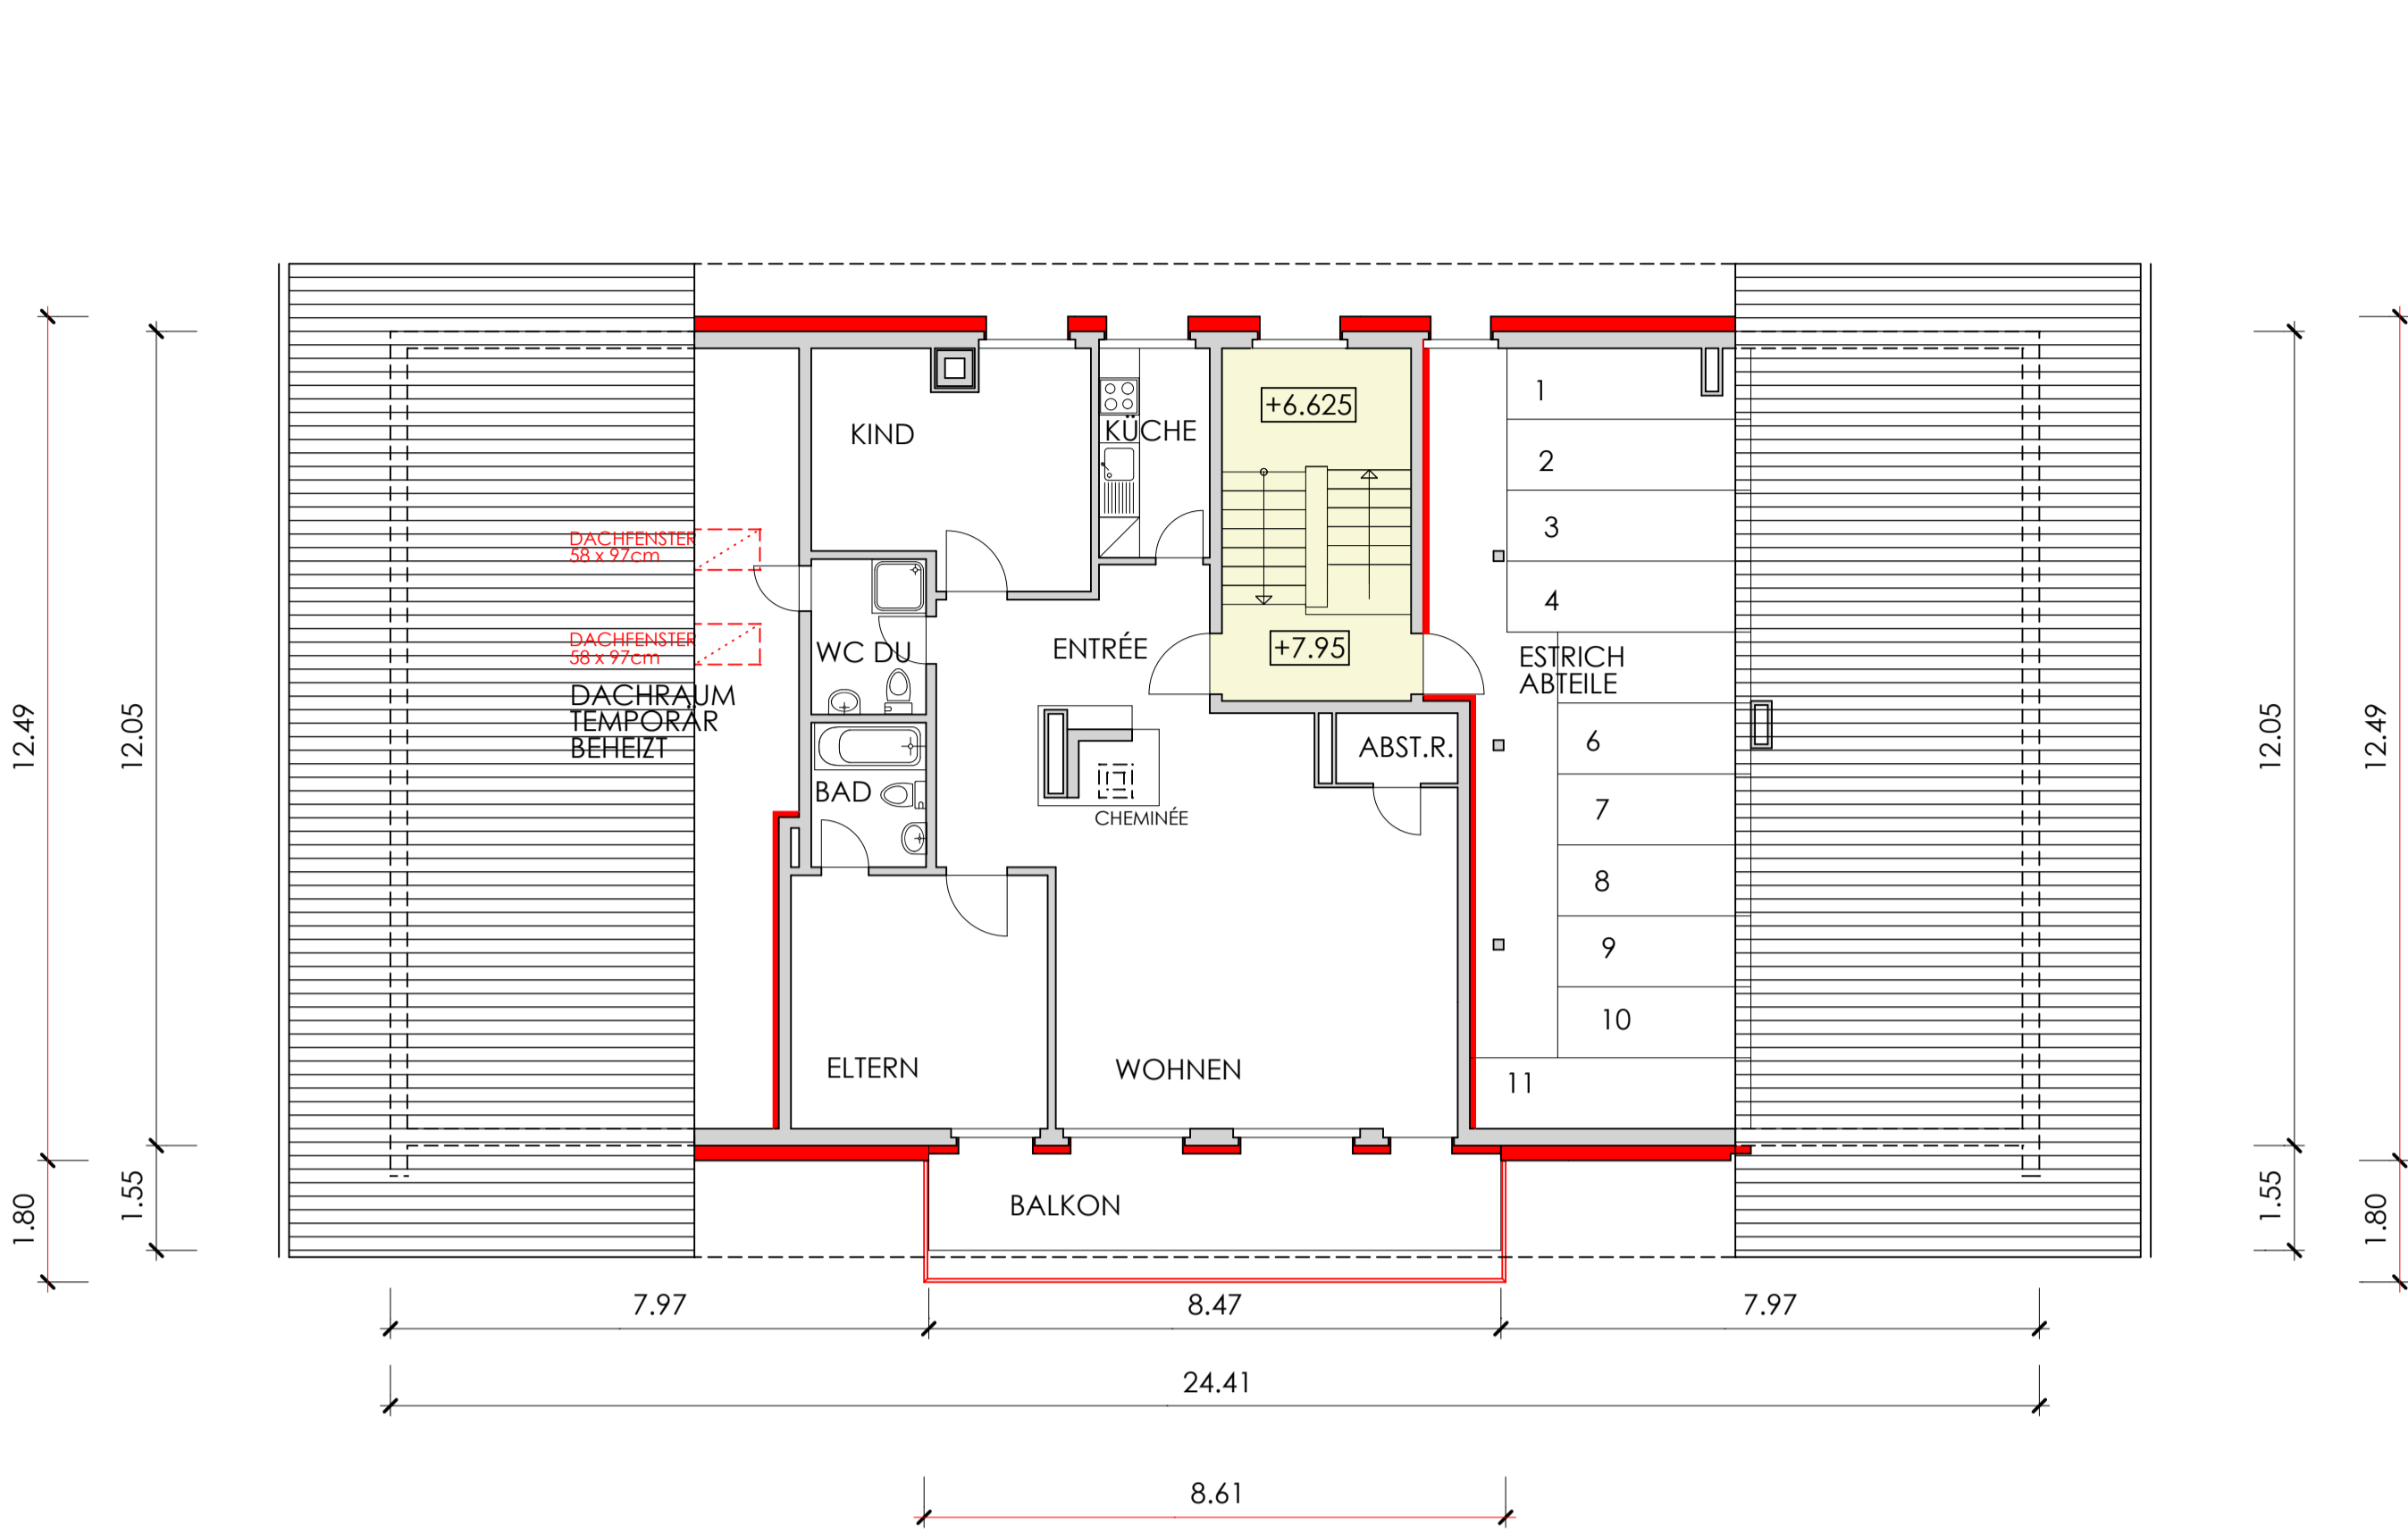 +6.625
1
KIND
KÜCHE
2
3
DACHFENSTER
58 x 97cm
4
DACHFENSTER
58 x 97cm
WC DU
ENTRÉE
+7.95
ESTRICH
ABTEILE
DACHRAUM
TEMPORÄR
BEHEIZT
12.49
12.05
ABST.R.
6
12.05
12.49
BAD
CHEMINÉE
7
8
9
10
ELTERN
WOHNEN
11
1.80
1.55
BALKON
1.55
1.80
7.97
8.47
7.97
24.41
8.61